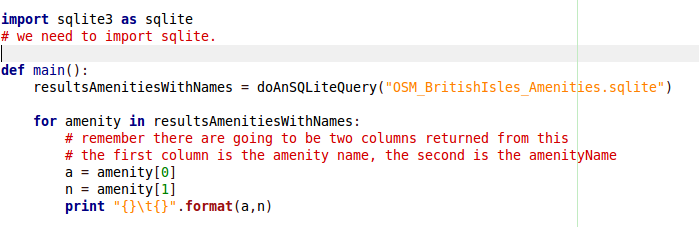 import sqlite3 as sqlite
# we need to import sqlite.
def main():
    resultsAmenitiesWithNames = doAnSQLiteQuery("OSM_BritishIsles_Amenities.sqlite")
    for amenity in resultsAmenitiesWithNames:
        # remember there are going to be two columns returned from this
        # the first column is the amenity name, the second is the amenityName
        a = amenity[0]
        n = amenity[1]
        print "{}\t{}".format(a,n)